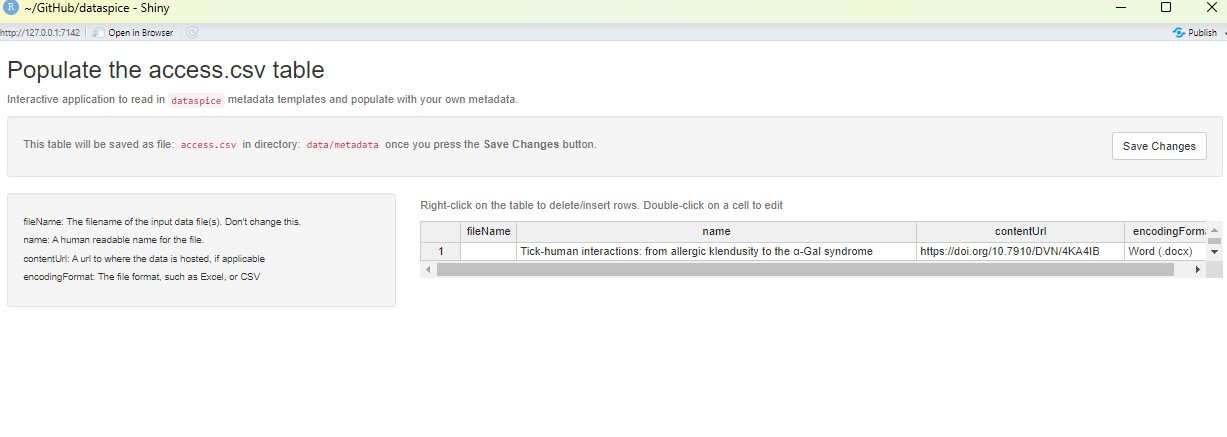 R ~/GitHub/dataspice - Shiny
http://127.0.0.1:7142 Open in Browser Publish
Populate the access.csv table
Interactive application to read in dataspice metadata templates and populate with your own metadata.
This table will be saved as file: access.csv in directory: data/metadata once you press the Save Changes button.
Save Changes
fileName: The filename of the input data file(s). Don't change this.
name: A human readable name for the file.
contentUrl: A url to where the data is hosted, if applicable
encodingFormat: The file format, such as Excel, or CSV
Right-click on the table to delete/insert rows. Double-click on a cell to edit
fileName name contentUrl encodingForma
1 Tick-human interactions: from allergic klendusity to the α-Gal syndrome https://doi.org/10.7910/DVN/4KA4IB Word (.docx)